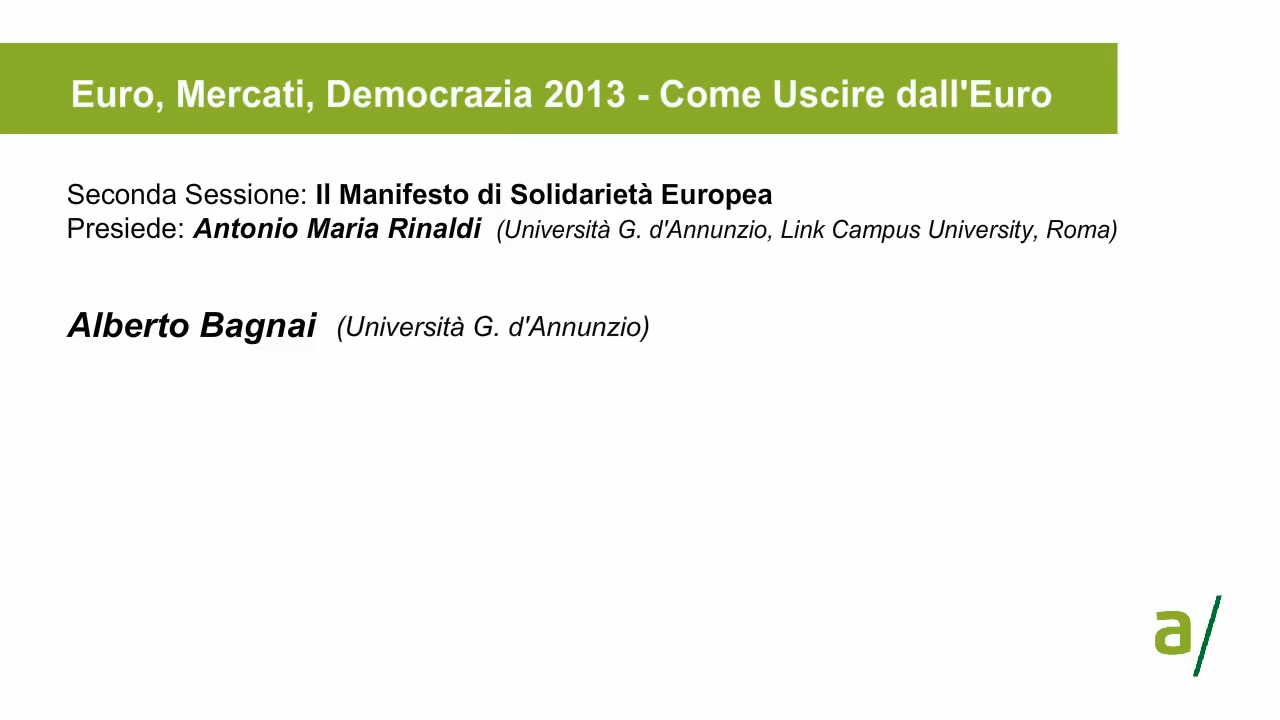 Euro, Mercati, Democrazia 2013 - Come Uscire dall'Euro
Seconda Sessione: Il Manifesto di Solidarietà Europea
Presiede: Antonio Maria Rinaldi (Università G. d'Annunzio, Link Campus University, Roma)
Alberto Bagnai (Università G. d'Annunzio)
a/